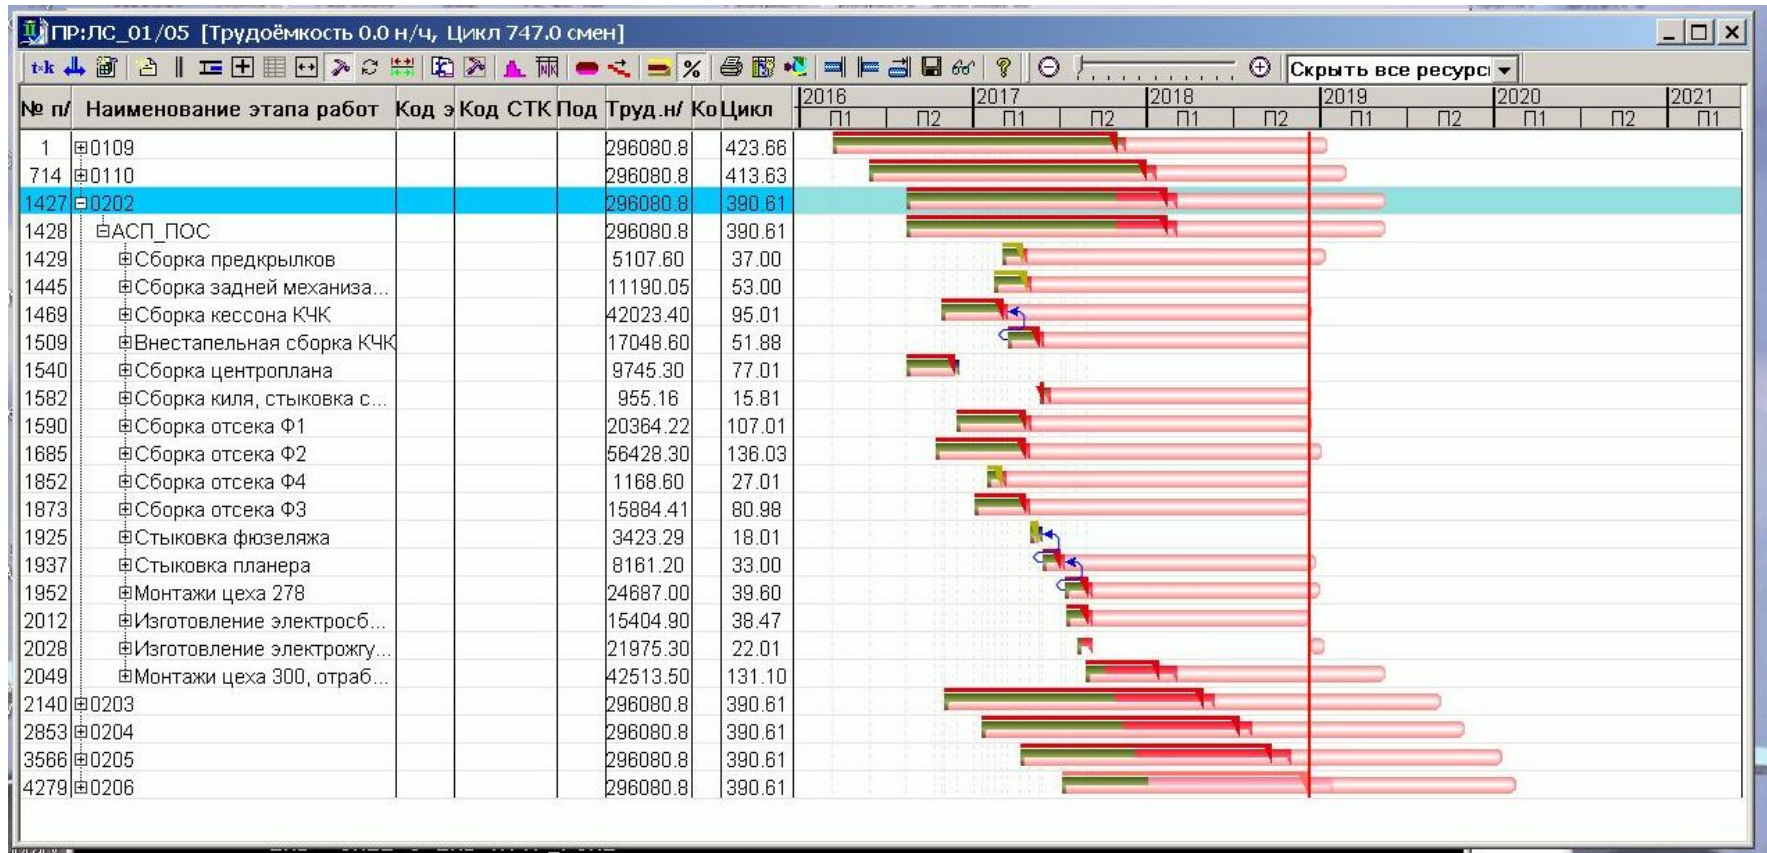 ПР:ЛС_01/05 [Трудоёмкость 0.0 н/ч, Цикл 747.0 смен]
t·k % Скрыть все ресурс
№ п/ Наименование этапа работ Код э Код СТК Под Труд.н/ Ко Цикл 2016 2017 2018 2019 2020 2021
П1 П2 П1 П2 П1 П2 П1 П2 П1 П2 П1
1 0109 296080.8 423.66
714 0110 296080.8 413.63
1427 0202 296080.8 390.61
1428 АСП_ПОС 296080.8 390.61
1429 Сборка предкрылков 5107.60 37.00
1445 Сборка задней механиза... 11190.05 53.00
1469 Сборка кессона КЧК 42023.40 95.01
1509 Внестапельная сборка КЧК 17048.60 51.88
1540 Сборка центроплана 9745.30 77.01
1582 Сборка киля, стыковка с... 955.16 15.81
1590 Сборка отсека Ф1 20364.22 107.01
1685 Сборка отсека Ф2 56428.30 136.03
1852 Сборка отсека Ф4 1168.60 27.01
1873 Сборка отсека Ф3 15884.41 80.98
1925 Стыковка фюзеляжа 3423.29 18.01
1937 Стыковка планера 8161.20 33.00
1952 Монтажи цеха 278 24687.00 39.60
2012 Изготовление электросб... 15404.90 38.47
2028 Изготовление электрожгу... 21975.30 22.01
2049 Монтажи цеха 300, отраб... 42513.50 131.10
2140 0203 296080.8 390.61
2853 0204 296080.8 390.61
3566 0205 296080.8 390.61
4279 0206 296080.8 390.61